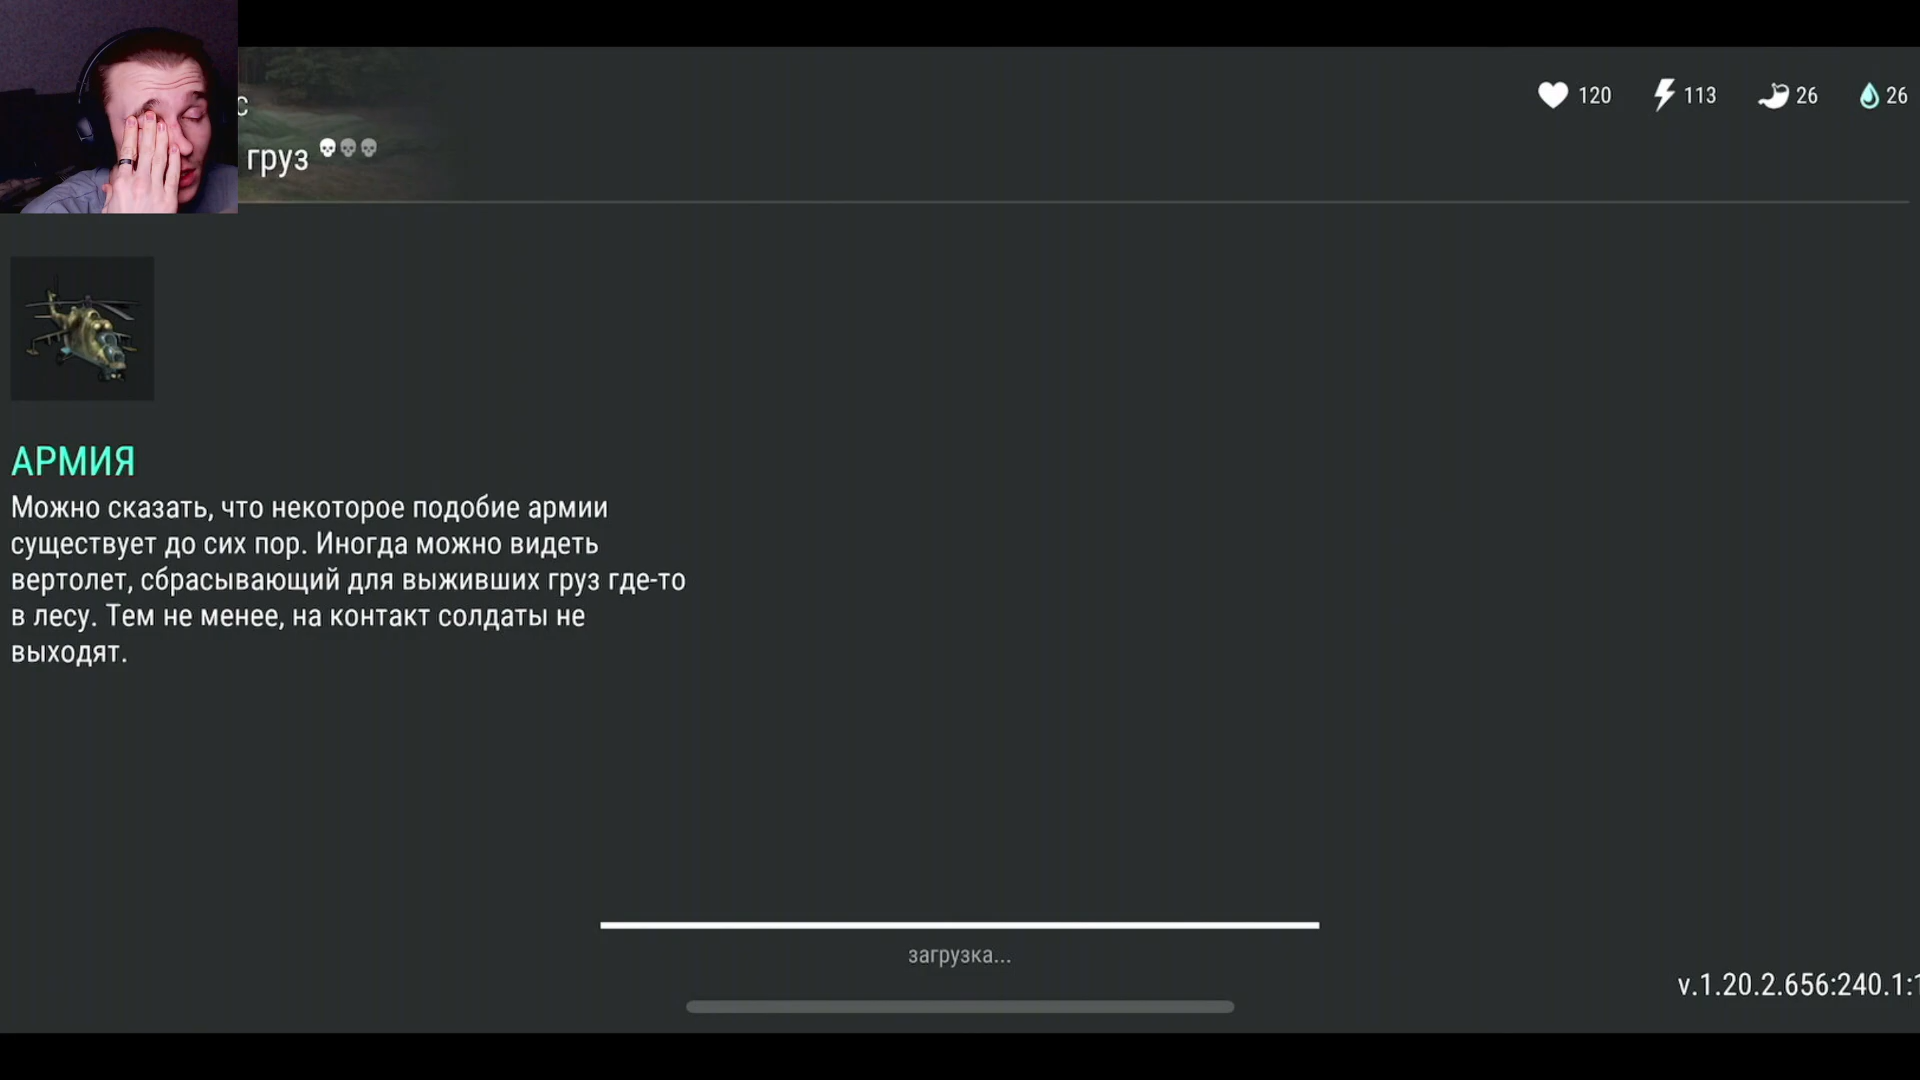 с
груз
120
113
26
26
АРМИЯ
Можно сказать, что некоторое подобие армии
существует до сих пор. Иногда можно видеть
вертолет, сбрасывающий для выживших груз где-то
в лесу. Тем не менее, на контакт солдаты не
выходят.
загрузка...
v.1.20.2.656:240.1:1